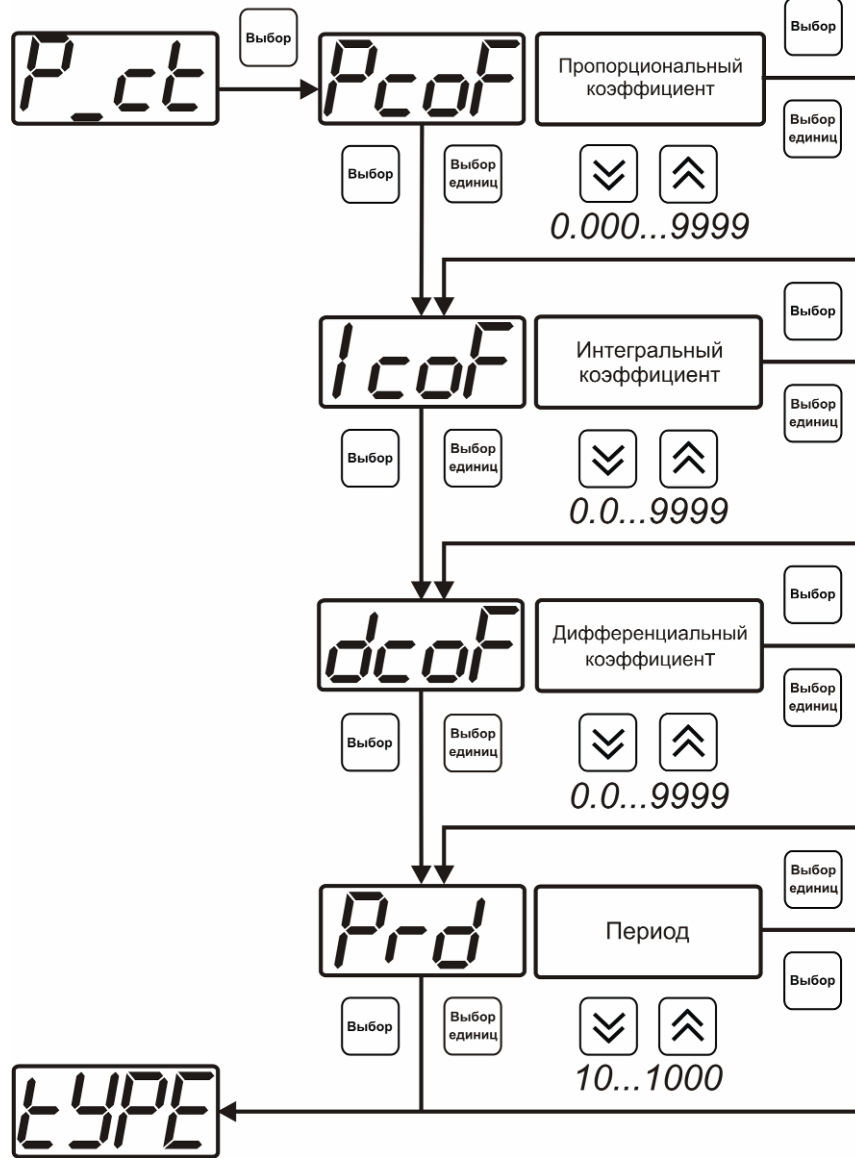 P_ct
Выбор
PcoF
Пропорциональный
коэффициент
Выбор
Выбор
единиц
Выбор
Выбор
единиц
0.000...9999
IcoF
Интегральный
коэффициент
Выбор
Выбор
единиц
Выбор
Выбор
единиц
0.0...9999
dcoF
Дифференциальный
коэффициент
Выбор
Выбор
единиц
Выбор
Выбор
единиц
0.0...9999
Prd
Период
Выбор
единиц
Выбор
Выбор
Выбор
единиц
10...1000
tYPE